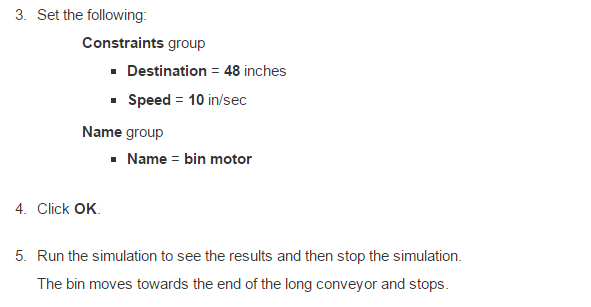 3. Set the following:
Constraints group
▪ Destination = 48 inches
▪ Speed = 10 in/sec
Name group
▪ Name = bin motor
4. Click OK.
5. Run the simulation to see the results and then stop the simulation.
The bin moves towards the end of the long conveyor and stops.